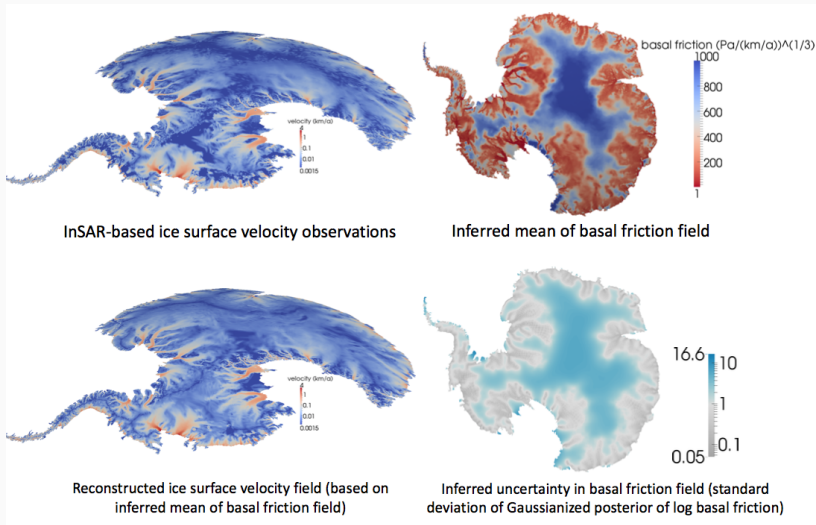 velocity (km/a)
4
1
0.1
0.01
0.0015
basal friction (Pa/(km/a))^(1/3)
1000
800
600
400
200
1
InSAR-based ice surface velocity observations
Inferred mean of basal friction field
velocity (km/a)
4
1
0.1
0.01
0.0015
16.6
10
1
0.1
0.05
Reconstructed ice surface velocity field (based on
inferred mean of basal friction field)
Inferred uncertainty in basal friction field (standard
deviation of Gaussianized posterior of log basal friction)